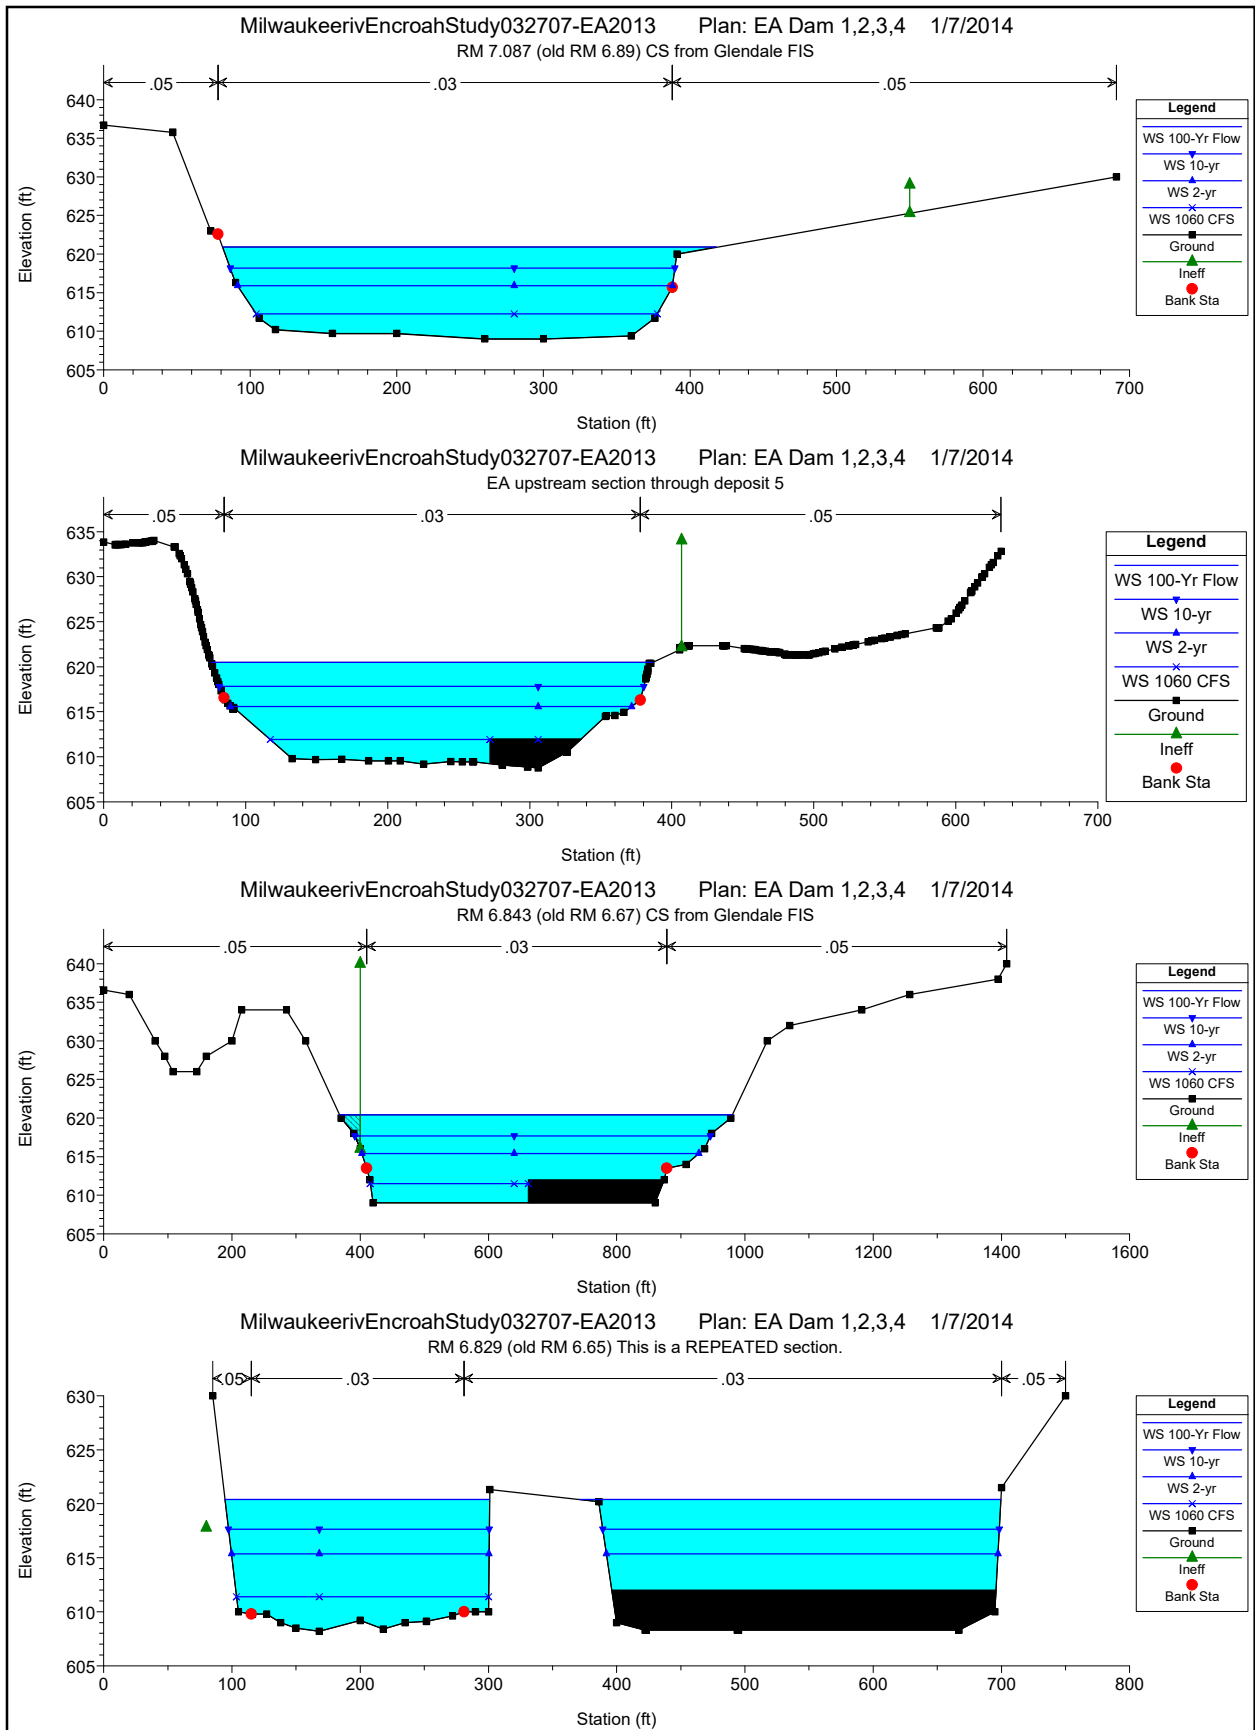 MilwaukeerivEncroahStudy032707-EA2013 Plan: EA Dam 1,2,3,4 1/7/2014
RM 7.087 (old RM 6.89) CS from Glendale FIS
.05 .03 .05
640
635
630
625
620
615
610
605
Elevation (ft)
0 100 200 300 400 500 600 700
Station (ft)
Legend
WS 100-Yr Flow
WS 10-yr
WS 2-yr
WS 1060 CFS
Ground
Ineff
Bank Sta
MilwaukeerivEncroahStudy032707-EA2013 Plan: EA Dam 1,2,3,4 1/7/2014
EA upstream section through deposit 5
.05 .03 .05
635
630
625
620
615
610
605
Elevation (ft)
0 100 200 300 400 500 600 700
Station (ft)
Legend
WS 100-Yr Flow
WS 10-yr
WS 2-yr
WS 1060 CFS
Ground
Ineff
Bank Sta
MilwaukeerivEncroahStudy032707-EA2013 Plan: EA Dam 1,2,3,4 1/7/2014
RM 6.843 (old RM 6.67) CS from Glendale FIS
.05 .03 .05
640
635
630
625
620
615
610
605
Elevation (ft)
0 200 400 600 800 1000 1200 1400 1600
Station (ft)
Legend
WS 100-Yr Flow
WS 10-yr
WS 2-yr
WS 1060 CFS
Ground
Ineff
Bank Sta
MilwaukeerivEncroahStudy032707-EA2013 Plan: EA Dam 1,2,3,4 1/7/2014
RM 6.829 (old RM 6.65) This is a REPEATED section.
.05 .03 .03 .05
630
625
620
615
610
605
Elevation (ft)
0 100 200 300 400 500 600 700 800
Station (ft)
Legend
WS 100-Yr Flow
WS 10-yr
WS 2-yr
WS 1060 CFS
Ground
Ineff
Bank Sta